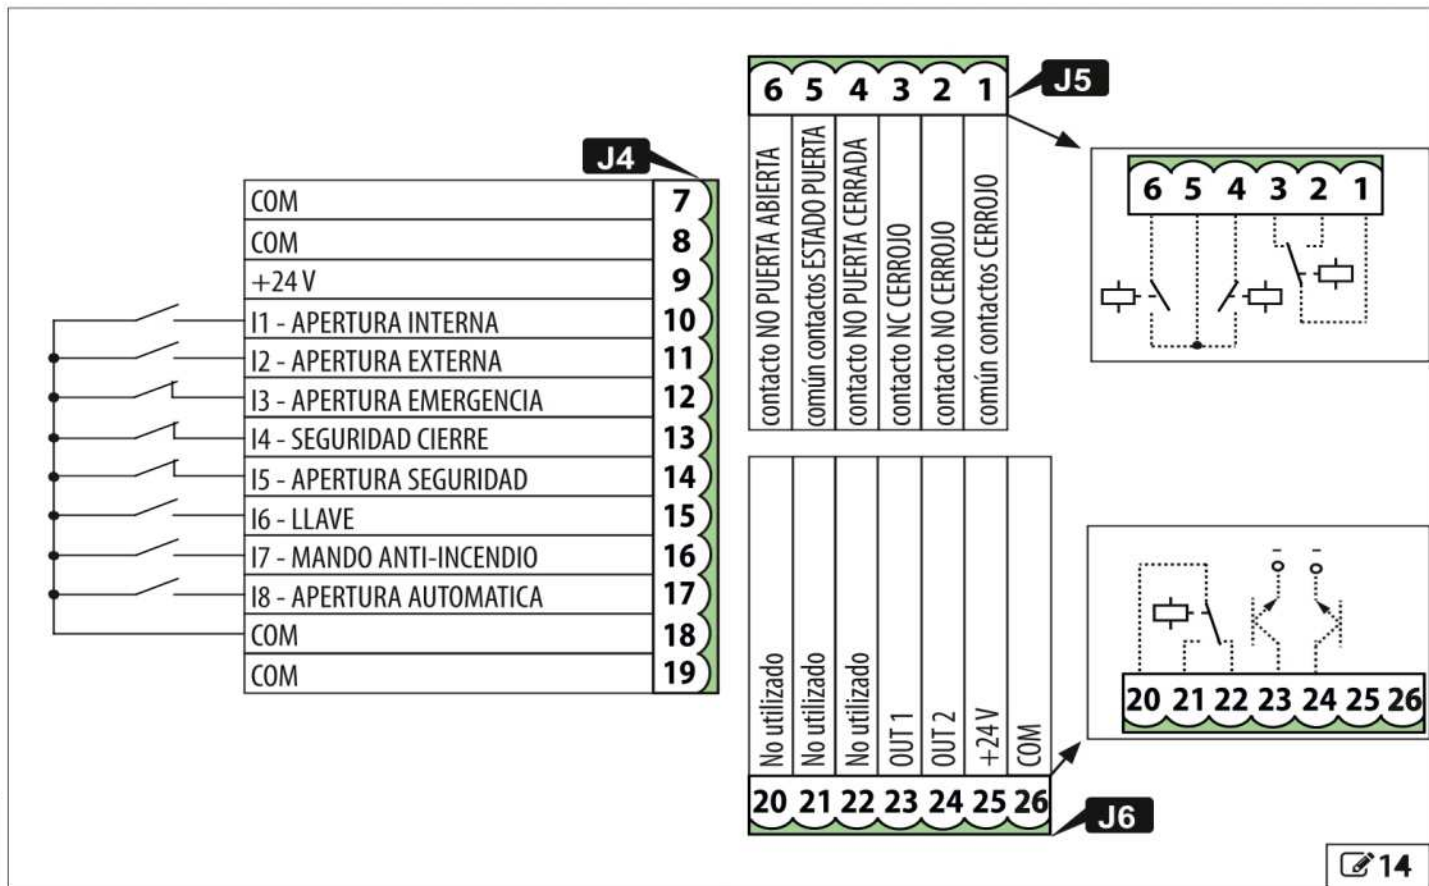 J5
6 5 4 3 2 1
contacto NO PUERTA ABIERTA
común contactos ESTADO PUERTA
contacto NO PUERTA CERRADA
contacto NC CERROJO
contacto NO CERROJO
común contactos CERROJO
6 5 4 3 2 1
J4
COM 7
COM 8
+24 V 9
I1 - APERTURA INTERNA 10
I2 - APERTURA EXTERNA 11
I3 - APERTURA EMERGENCIA 12
I4 - SEGURIDAD CIERRE 13
I5 - APERTURA SEGURIDAD 14
I6 - LLAVE 15
I7 - MANDO ANTI-INCENDIO 16
I8 - APERTURA AUTOMATICA 17
COM 18
COM 19
No utilizado
No utilizado
No utilizado
OUT 1
OUT 2
+24 V
COM
20 21 22 23 24 25 26
J6
- -
20 21 22 23 24 25 26
14